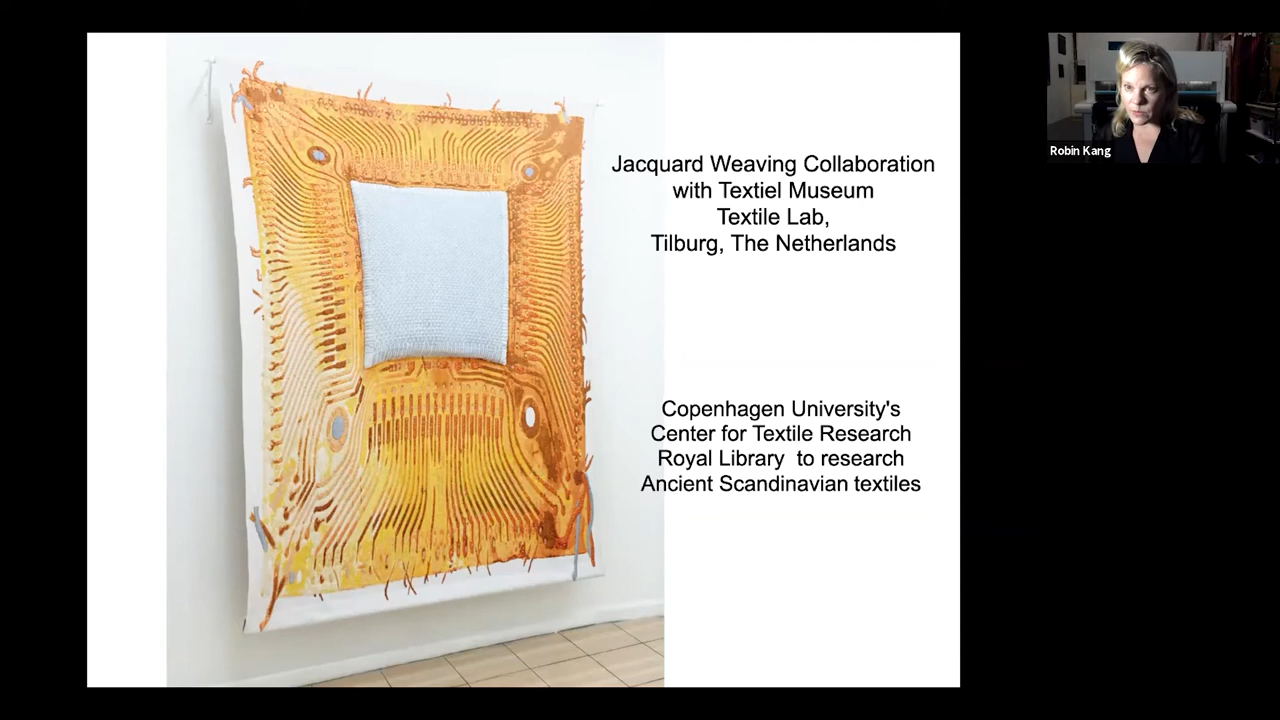 Jacquard Weaving Collaboration
with Textiel Museum
Textile Lab,
Tilburg, The Netherlands
Copenhagen University's
Center for Textile Research
Royal Library  to research
Ancient Scandinavian textiles
Robin Kang